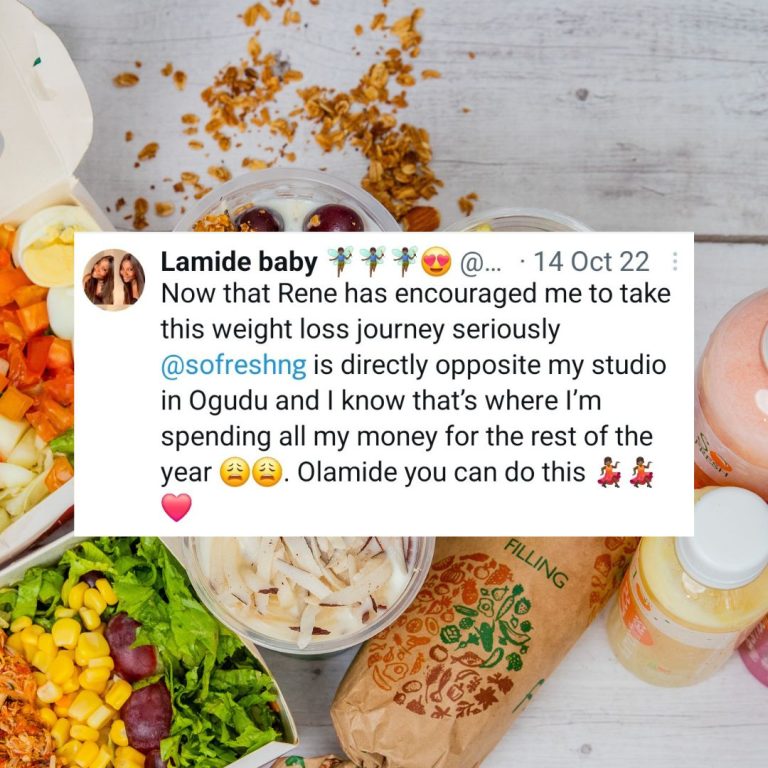 Lamide baby 🧚🏾‍♂️🧚🏾‍♂️🧚🏾‍♂️😍 @... · 14 Oct 22
Now that Rene has encouraged me to take
this weight loss journey seriously
@sofreshng is directly opposite my studio
in Ogudu and I know that’s where I’m
spending all my money for the rest of the
year 😩😩. Olamide you can do this 💃🏾💃🏾
❤️
FILLING